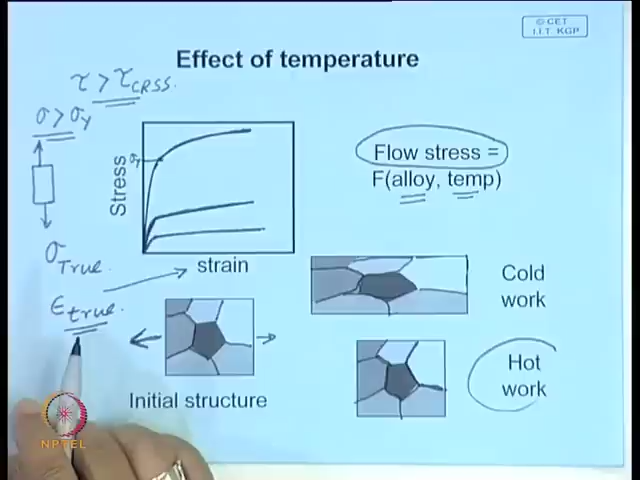 © CET
I.I.T. KGP
Effect of temperature
τ > τCRSS.
σ > σy
Stress
σy
strain
Flow stress =
F(alloy, temp)
σTrue.
Єtrue.
Cold
work
Initial structure
Hot
work
NPTEL